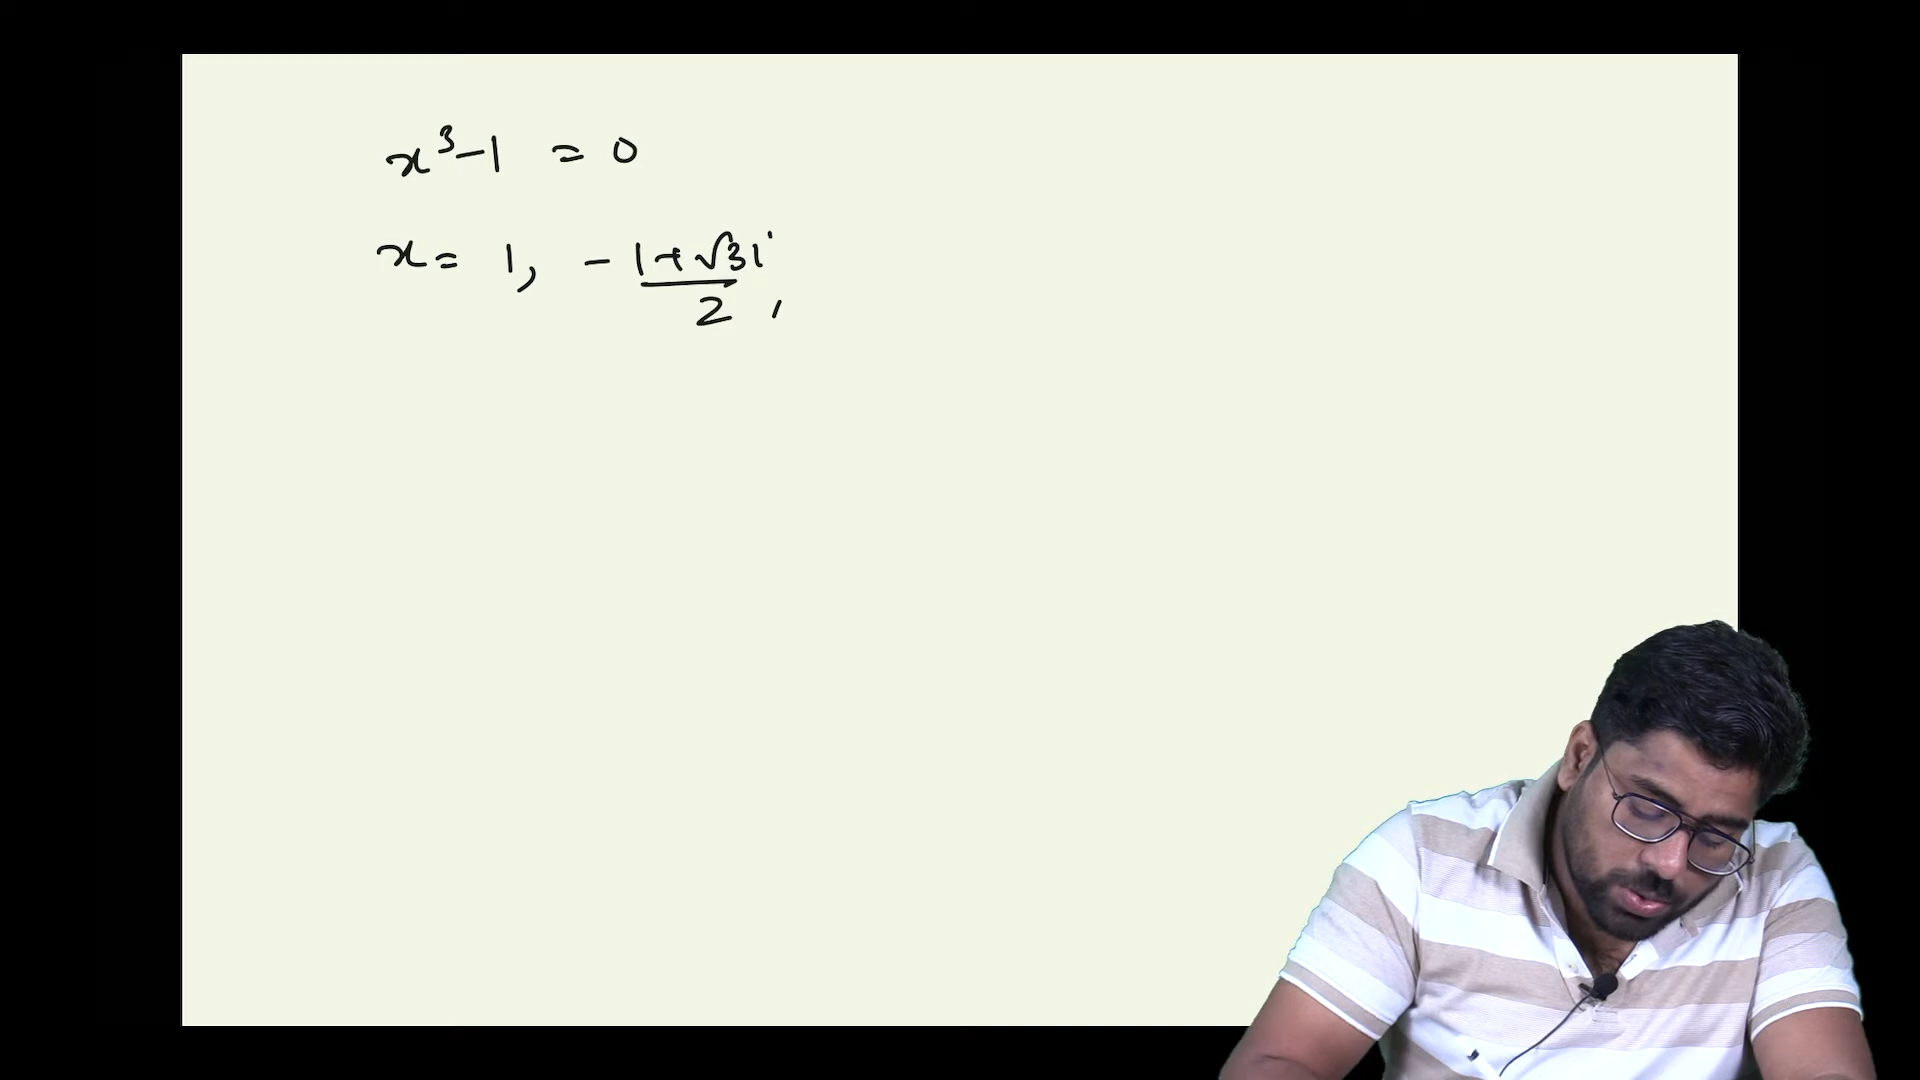 x³-1 = 0
x = 1, -1+√3i/2,